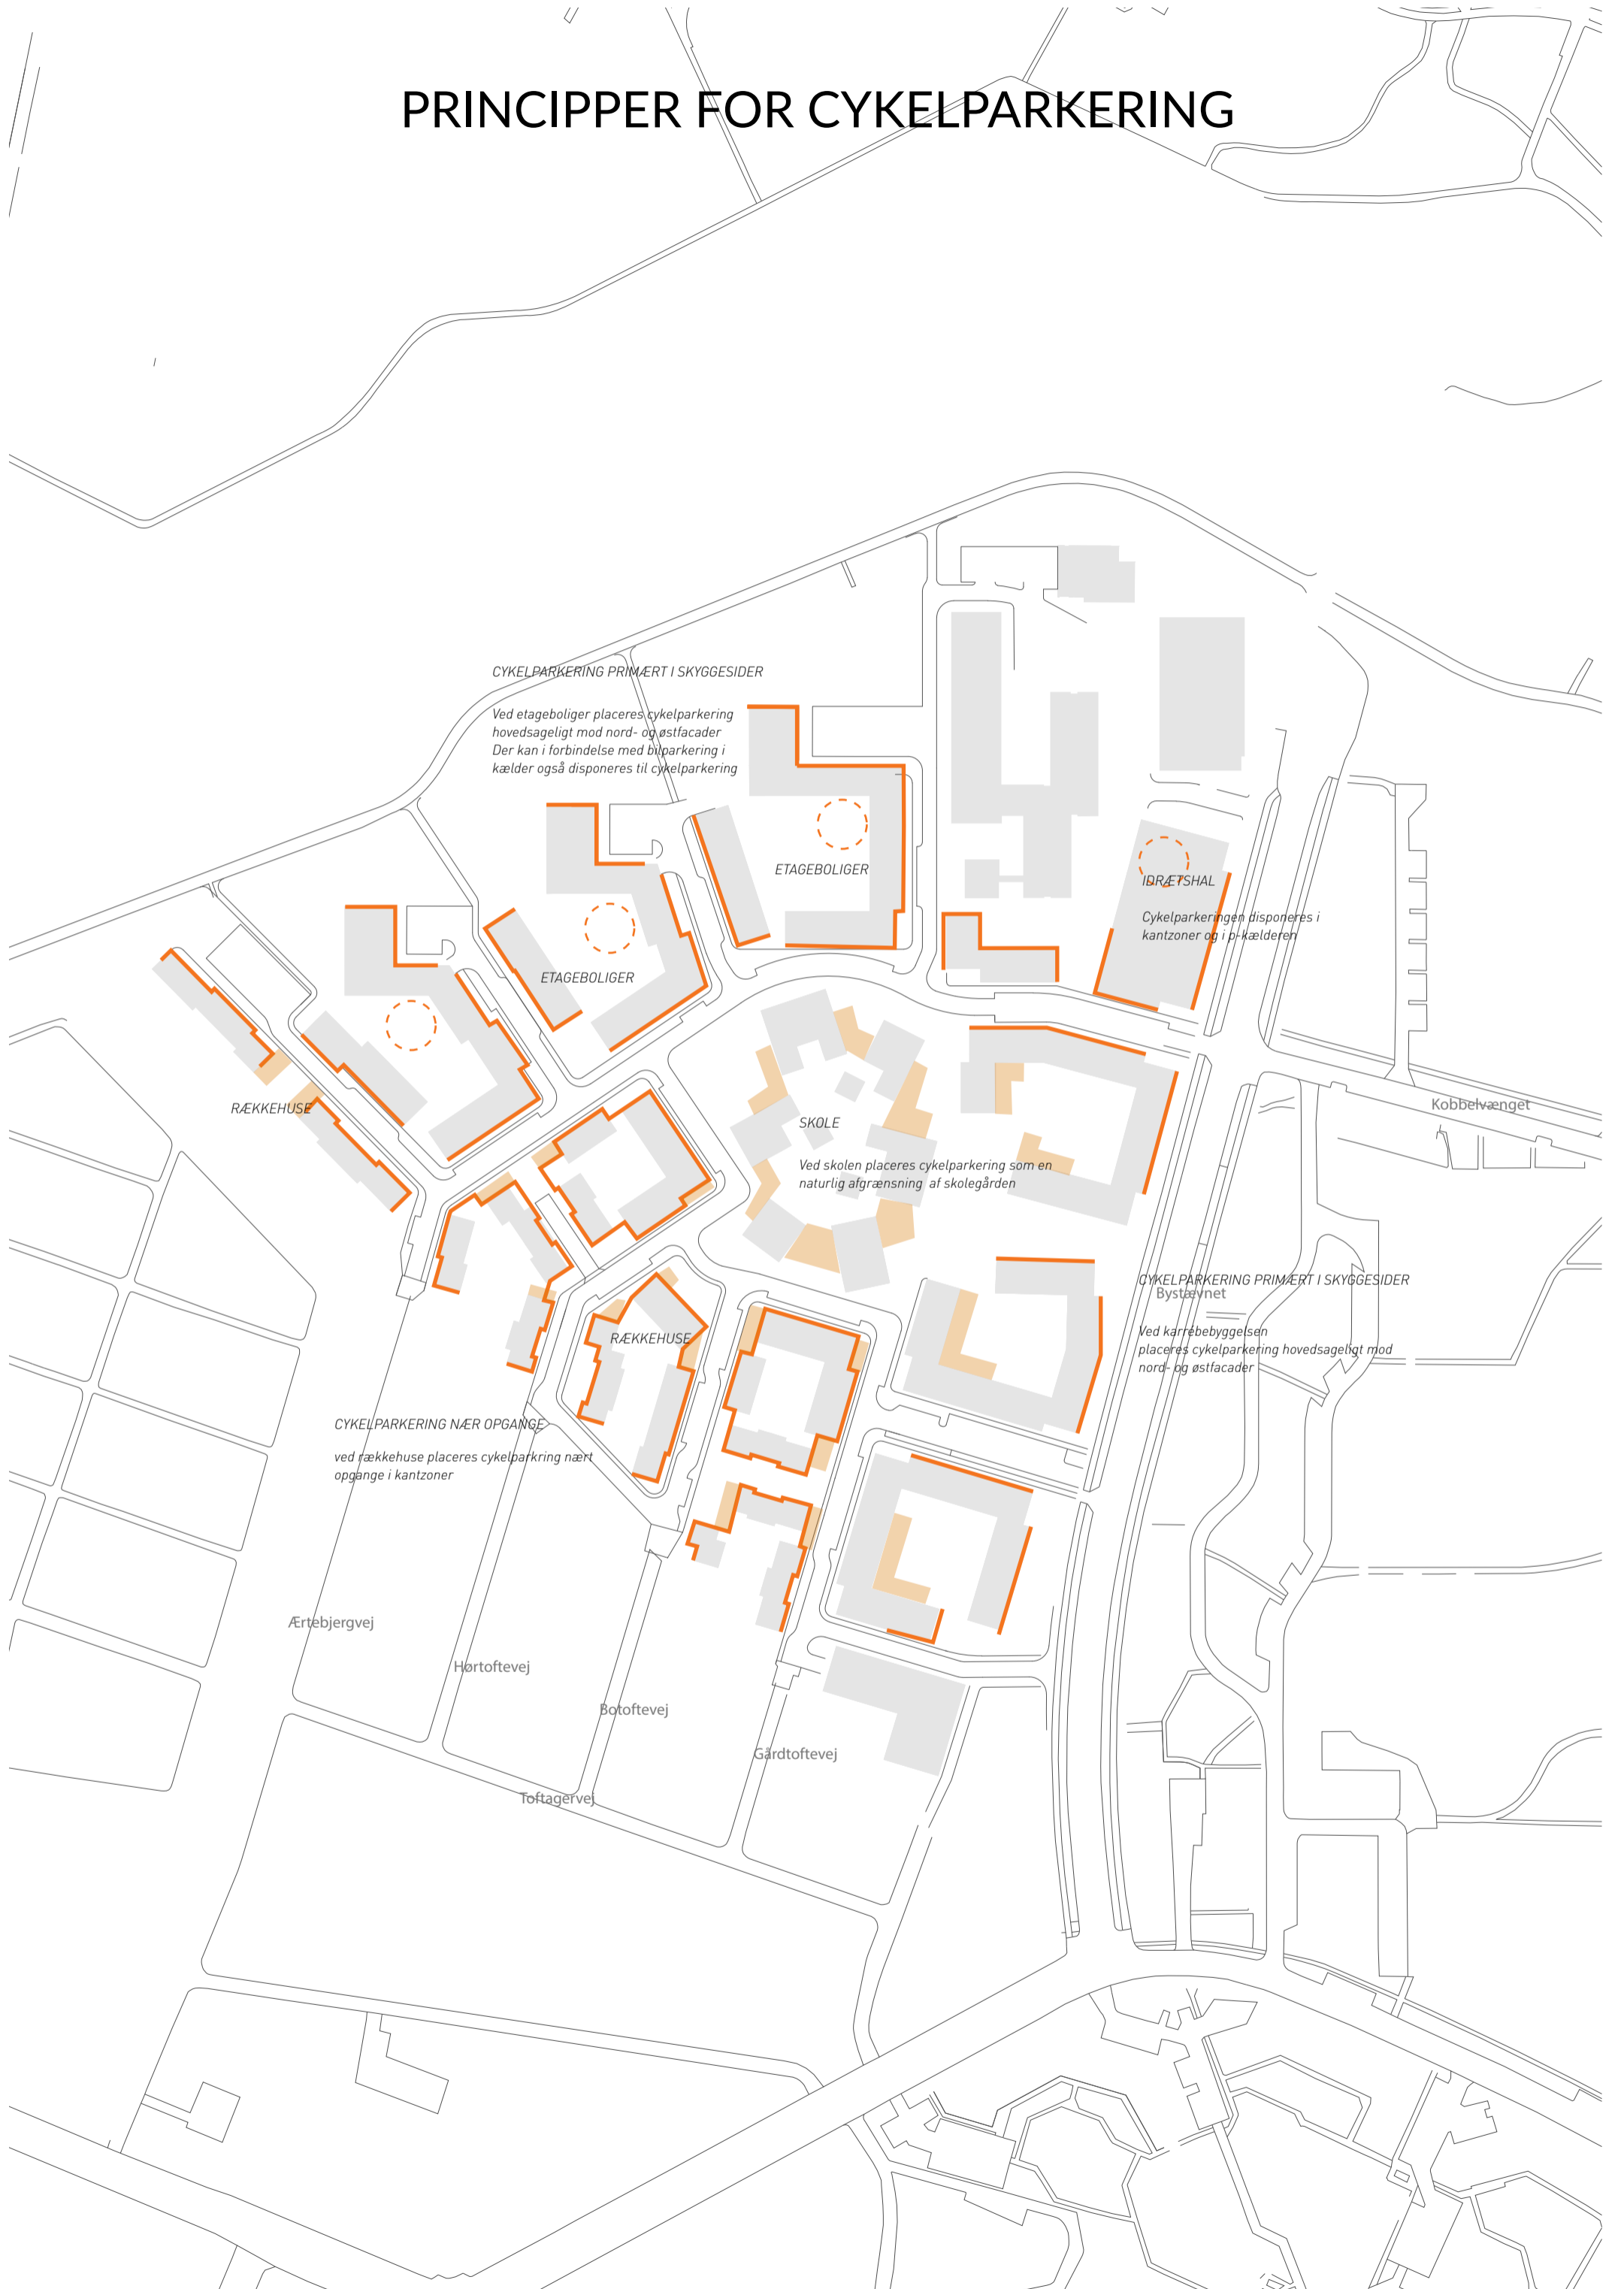 PRINCIPPER FOR CYKELPARKERING
CYKELPARKERING PRIMÆRT I SKYGGESIDER
Ved etageboliger placeres cykelparkering
hovedsageligt mod nord- og østfacader
Der kan i forbindelse med bilparkering i
kælder også disponeres til cykelparkering
ETAGEBOLIGER
IDRÆTSHAL
Cykelparkeringen disponeres i
kantzoner og i p-kælderen
ETAGEBOLIGER
RÆKKEHUSE
Kobbelvænget
SKOLE
Ved skolen placeres cykelparkering som en
naturlig afgrænsning af skolegården
CYKELPARKERING PRIMÆRT I SKYGGESIDER
Bystævnet
Ved karrébebyggelsen
placeres cykelparkering hovedsageligt mod
nord- og østfacader
RÆKKEHUSE
CYKELPARKERING NÆR OPGANGE
ved rækkehuse placeres cykelparkring nært
opgange i kantzoner
Ærtebjergvej
Hørtoftevej
Botoftevej
Gårdtoftevej
Toftagervej